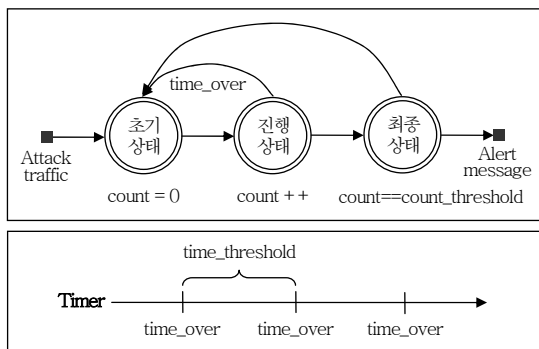 time_over
초기
상태
진행
상태
최종
상태
Attack
traffic
Alert
message
count = 0
count + +
count==count_threshold
time_threshold
Timer
time_over
time_over
time_over